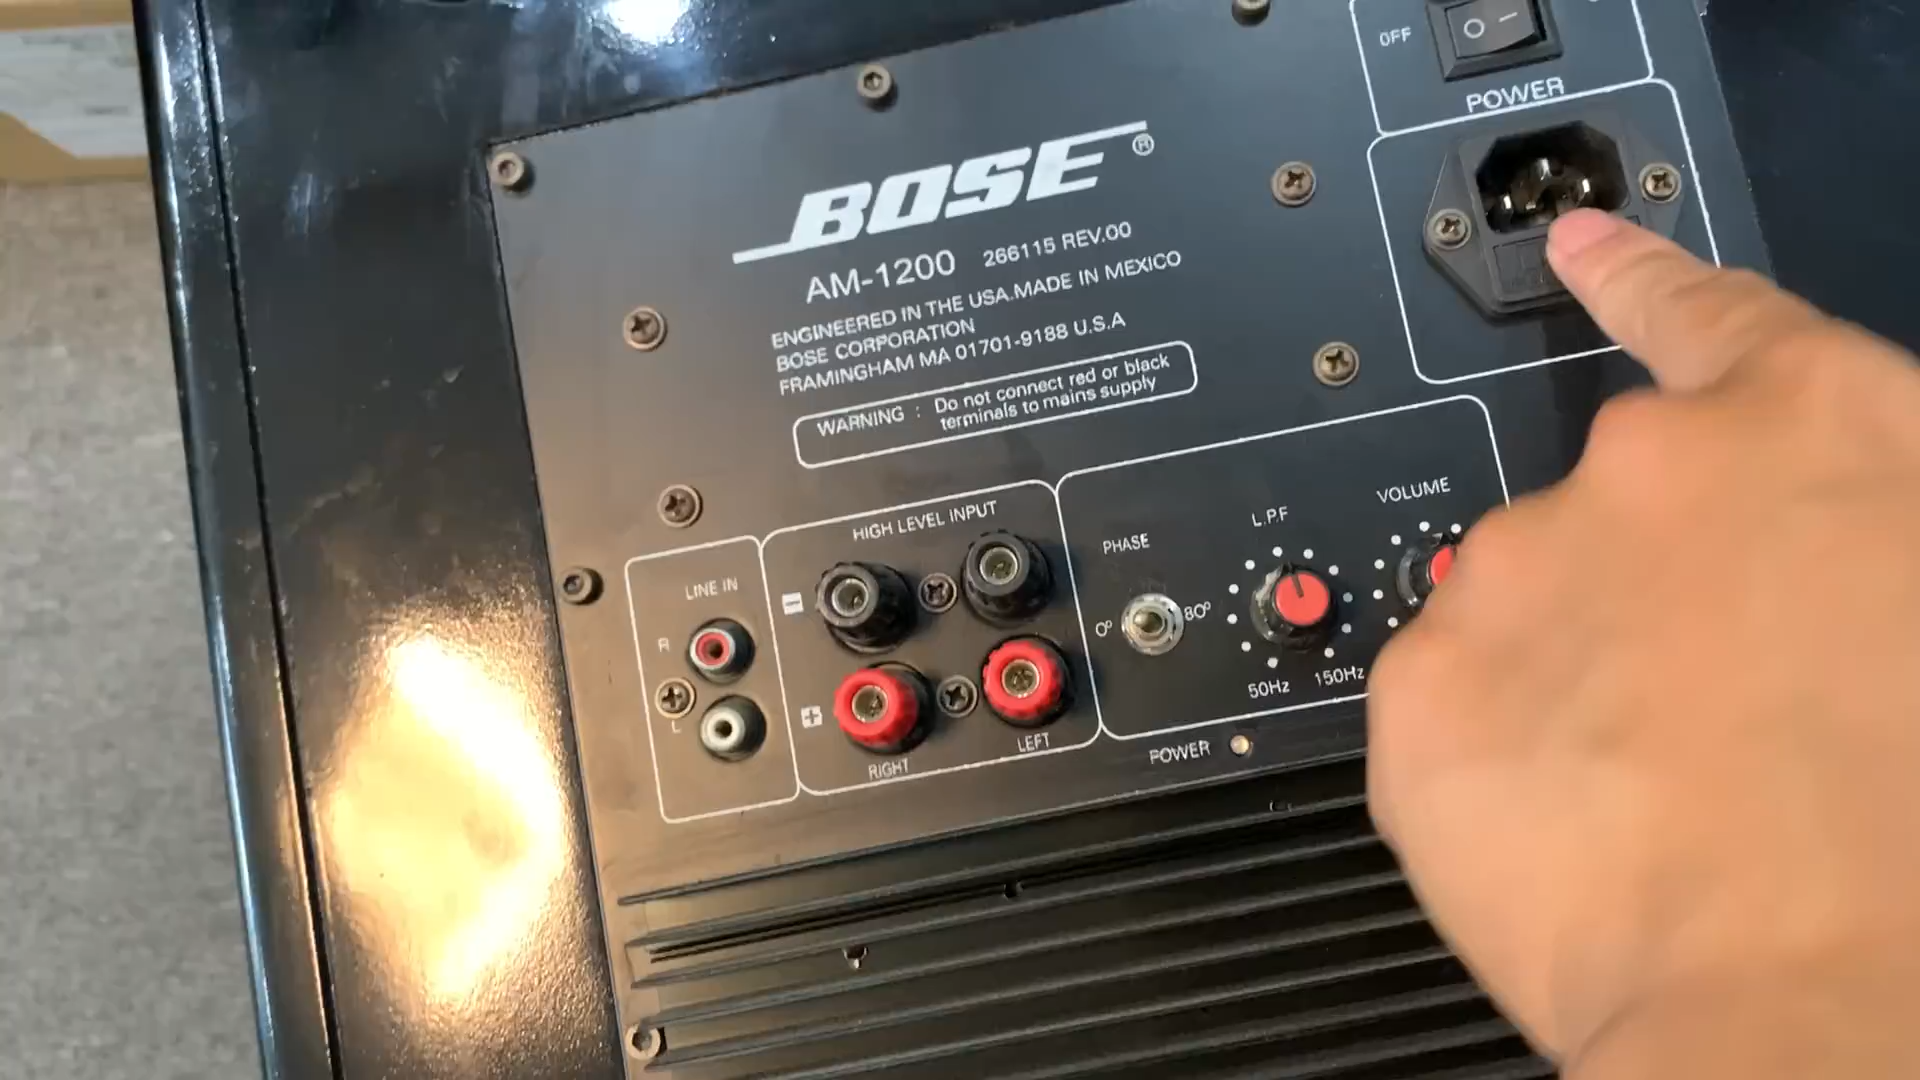 OFF
POWER
BOSE®
AM-1200 266115 REV.00
ENGINEERED IN THE USA.MADE IN MEXICO
BOSE CORPORATION
FRAMINGHAM MA 01701-9188 U.S.A
WARNING : Do not connect red or black
terminals to mains supply
LINE IN
R
L
HIGH LEVEL INPUT
RIGHT
LEFT
PHASE
0°
80°
L.P.F
50Hz 150Hz
VOLUME
POWER